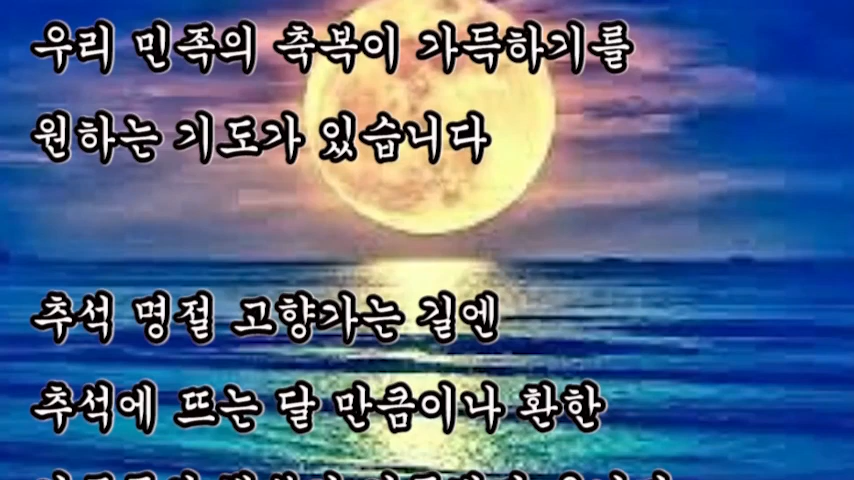 우리 민족의 축복이 가득하기를
원하는 기도가 있습니다
추석 명절 고향가는 길엔
추석에 뜨는 달 만큼이나 환한